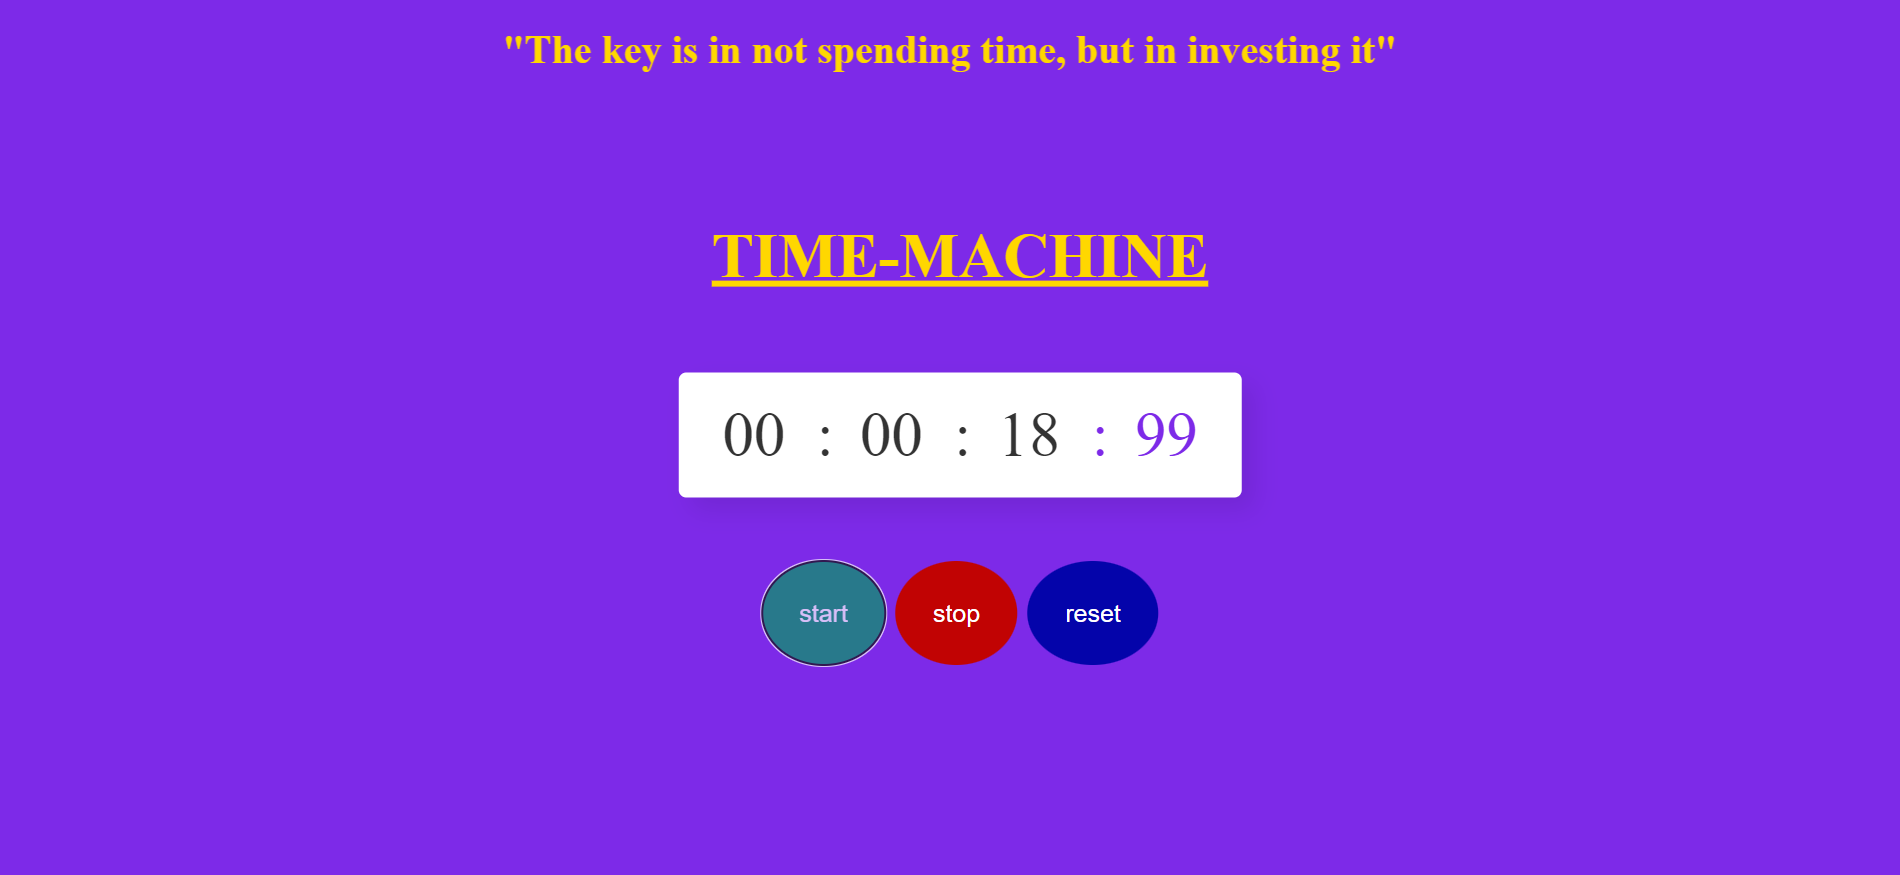 "The key is in not spending time, but in investing it"
TIME-MACHINE
00 : 00 : 18 : 99
start stop reset